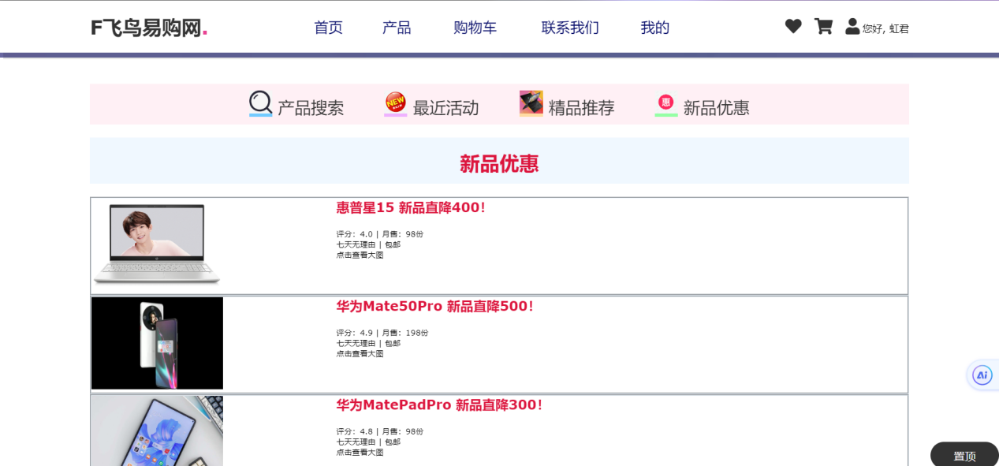 F飞鸟易购网.
首页 产品 购物车 联系我们 我的
您好, 虹君
产品搜索 NEW 最近活动 精品推荐 惠 新品优惠
新品优惠
惠普星15 新品直降400！
评分：4.0 | 月售：98份
七天无理由 | 包邮
点击查看大图
华为Mate50Pro 新品直降500！
评分：4.9 | 月售：198份
七天无理由 | 包邮
点击查看大图
华为MatePadPro 新品直降300！
评分：4.8 | 月售：98份
七天无理由 | 包邮
点击查看大图
Ai
置顶